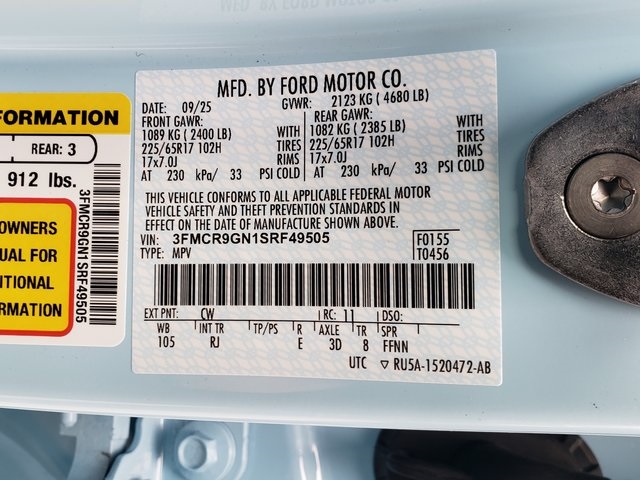 MFD. BY FORD MOTOR CO.
DATE: 09/25 GVWR: 2123 KG ( 4680 LB)
FRONT GAWR: REAR GAWR:
1089 KG ( 2400 LB) WITH 1082 KG ( 2385 LB) WITH
225/65R17 102H TIRES 225/65R17 102H TIRES
17x7.0J RIMS 17x7.0J RIMS
AT 230 kPa/ 33 PSI COLD AT 230 kPa/ 33 PSI COLD
THIS VEHICLE CONFORMS TO ALL APPLICABLE FEDERAL MOTOR
VEHICLE SAFETY AND THEFT PREVENTION STANDARDS IN
EFFECT ON THE DATE OF MANUFACTURE SHOWN ABOVE.
VIN: 3FMCR9GN1SRF49505 F0155
TYPE: MPV T0456
EXT PNT: CW RC: 11 DSO:
WB INT TR TP/PS R AXLE TR SPR
105 RJ E 3D 8 FFNN
UTC ▽ RU5A-1520472-AB
FORMATION
REAR: 3
912 lbs.
OWNERS
UAL FOR
ITIONAL
RMATION
3FMCR9GN1SRF49505